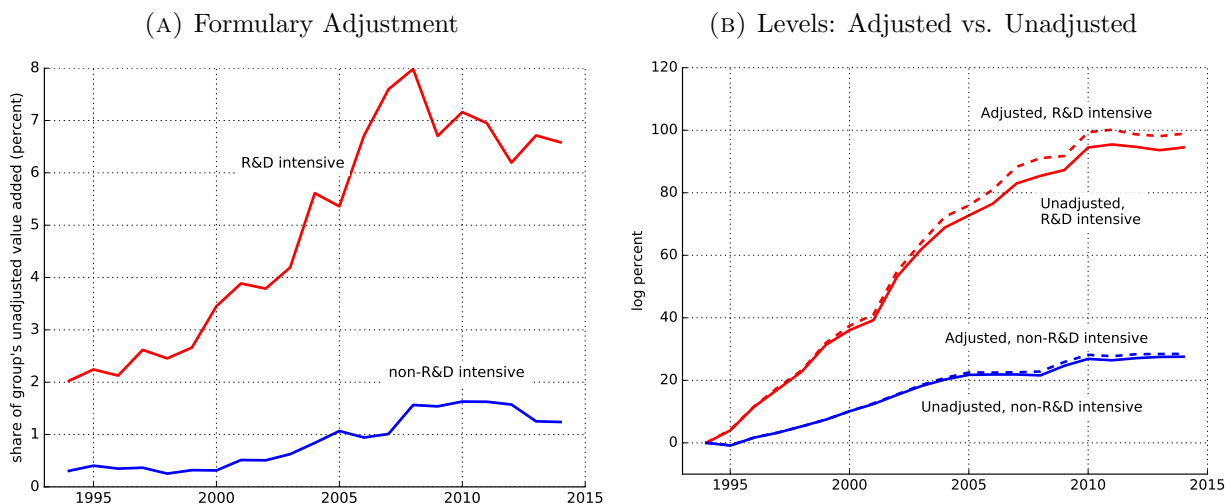 (A) Formulary Adjustment
share of group's unadjusted value added (percent)
8
7
6
5
4
3
2
1
0
R&D intensive
non-R&D intensive
1995
2000
2005
2010
2015
(B) Levels: Adjusted vs. Unadjusted
log percent
120
100
80
60
40
20
0
Adjusted, R&D intensive
Unadjusted,
R&D intensive
Adjusted, non-R&D intensive
Unadjusted, non-R&D intensive
1995
2000
2005
2010
2015